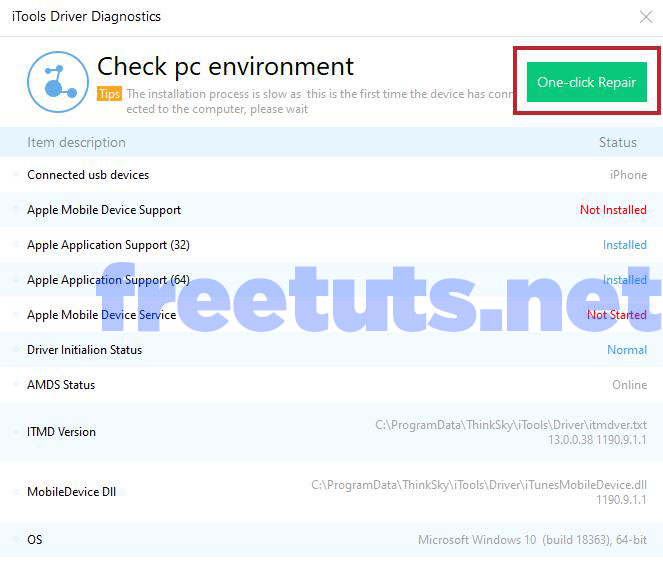 iTools Driver Diagnostics
Check pc environment
Tips The installation process is slow as this is the first time the device has conn
ected to the computer, please wait
One-click Repair
Item description Status
Connected usb devices iPhone
Apple Mobile Device Support Not Installed
Apple Application Support (32) Installed
Apple Application Support (64) Installed
freetuts.net
Apple Mobile Device Service Not Started
Driver Initialion Status Normal
AMDS Status Online
ITMD Version C:\ProgramData\ThinkSky\iTools\Driver\itmdver.txt
13.0.0.38 1190.9.1.1
MobileDevice Dll C:\ProgramData\ThinkSky\iTools\Driver\iTunesMobileDevice.dll
1190.9.1.1
OS Microsoft Windows 10 (build 18363), 64-bit